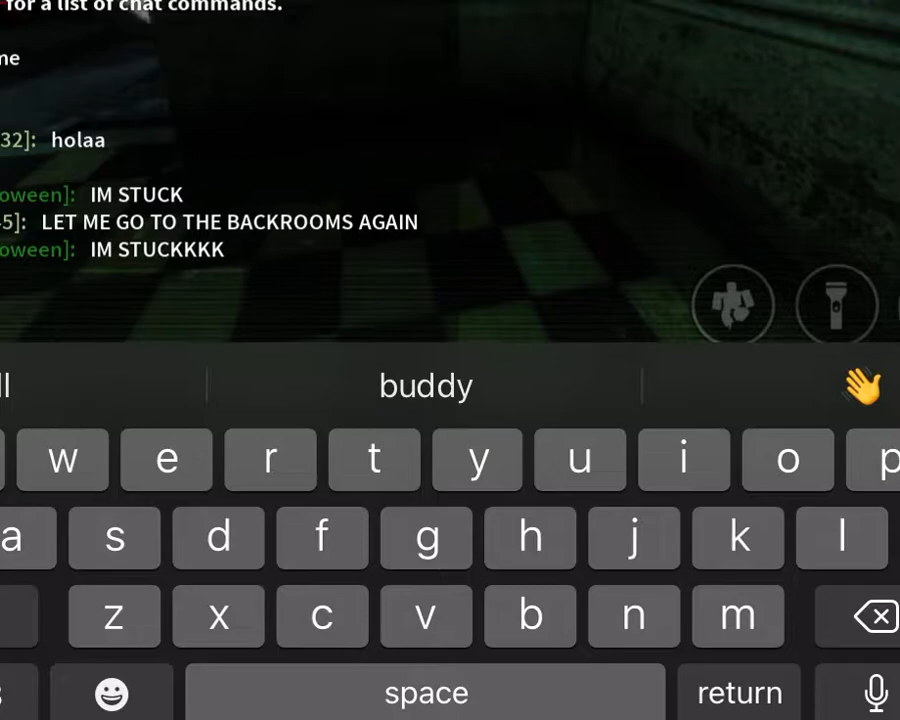 for a list of chat commands.
me
32]: holaa
oween]: IM STUCK
-5]: LET ME GO TO THE BACKROOMS AGAIN
oween]: IM STUCKKKK
buddy 👋
w e r t y u i o p
a s d f g h j k l
z x c v b n m
space return